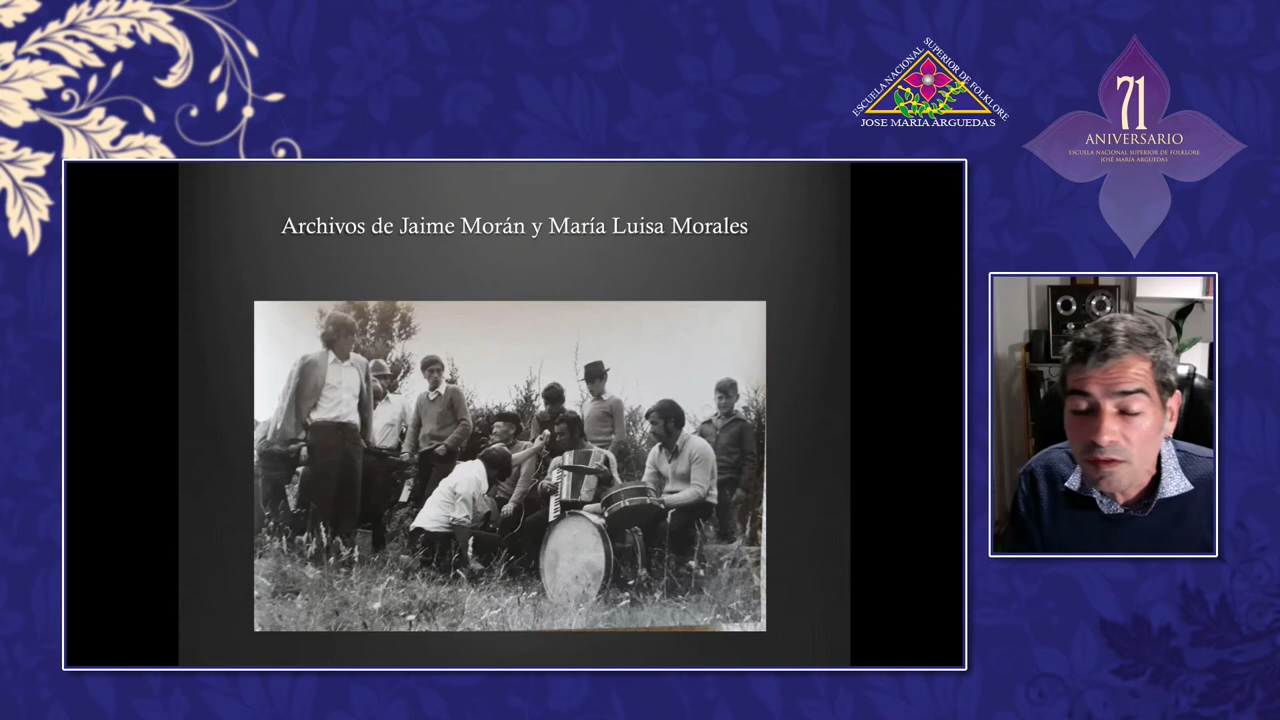 ESCUELA NACIONAL SUPERIOR DE FOLKLORE
JOSE MARIA ARGUEDAS
71
ANIVERSARIO
ESCUELA NACIONAL SUPERIOR DE FOLKLORE
JOSÉ MARÍA ARGUEDAS
Archivos de Jaime Morán y María Luisa Morales